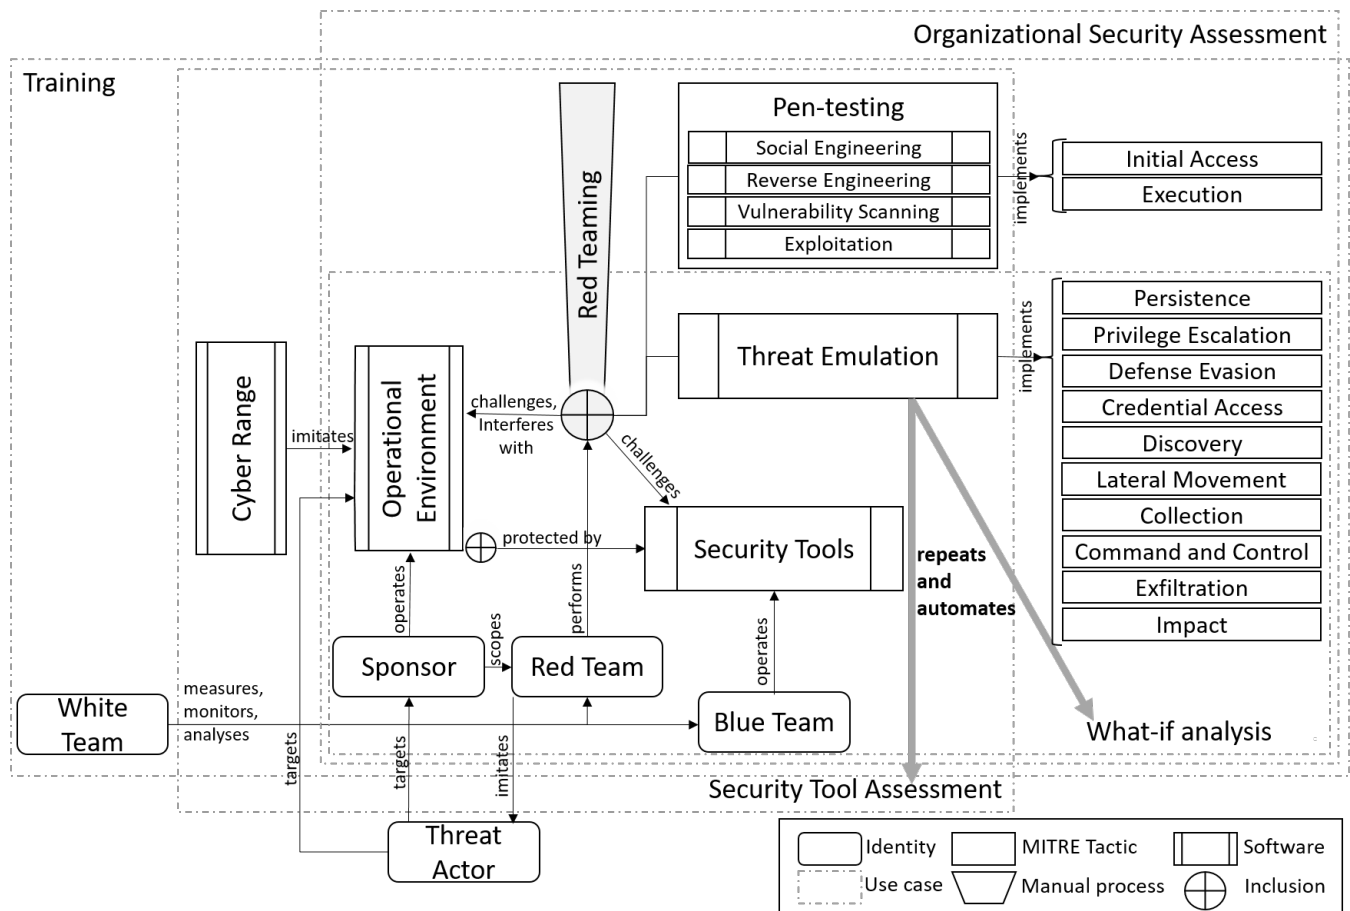 Organizational Security Assessment
Training
Pen-testing
Social Engineering
Reverse Engineering
Vulnerability Scanning
Exploitation
implements
Initial Access
Execution
Red Teaming
Threat Emulation
implements
Persistence
Privilege Escalation
Defense Evasion
Credential Access
Discovery
Lateral Movement
Collection
Command and Control
Exfiltration
Impact
Cyber Range
imitates
Operational
Environment
challenges,
Interferes
with
challenges
protected by
Security Tools
repeats
and
automates
operates
scopes
performs
operates
Sponsor
Red Team
Blue Team
White
Team
measures,
monitors,
analyses
targets
targets
imitates
What-if analysis
Security Tool Assessment
Threat
Actor
Identity
MITRE Tactic
Software
Use case
Manual process
Inclusion